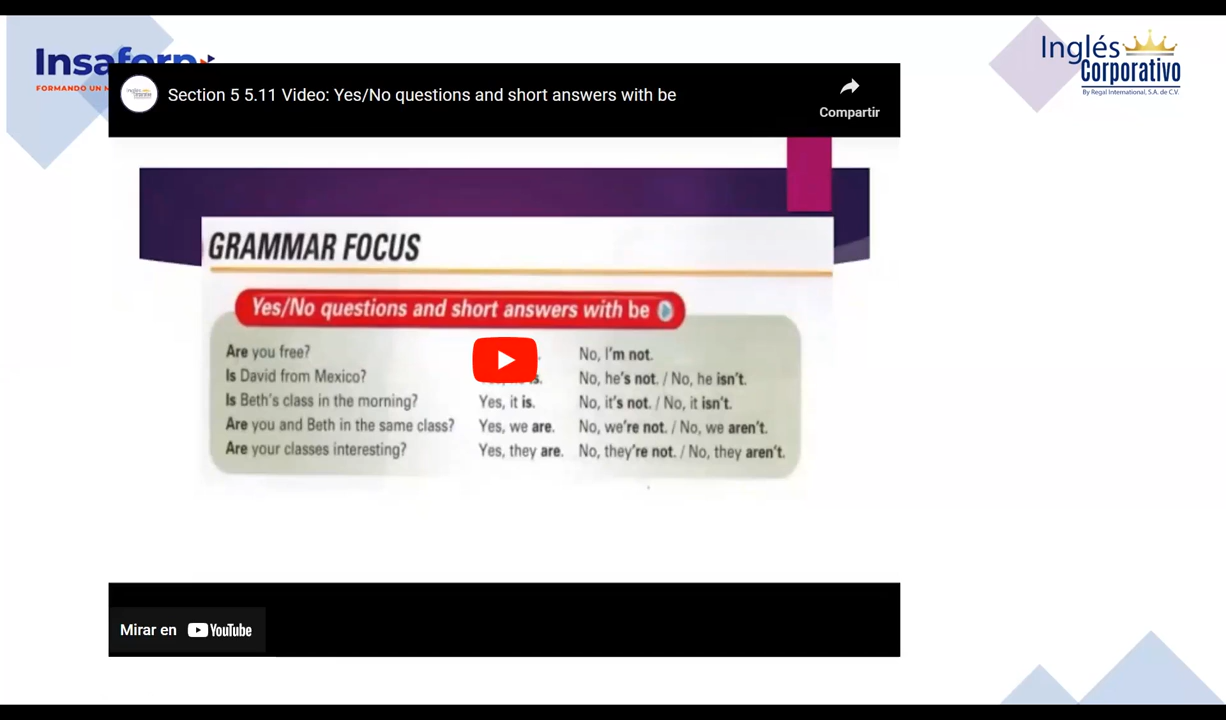 Insaforp
FORMANDO UN M
Inglés
Corporativo
By Regal International, S.A. de C.V.
Section 5 5.11 Video: Yes/No questions and short answers with be
Compartir
GRAMMAR FOCUS
Yes/No questions and short answers with be
Are you free? No, I'm not.
Is David from Mexico? is. No, he's not. / No, he isn't.
Is Beth's class in the morning? Yes, it is. No, it's not. / No, it isn't.
Are you and Beth in the same class? Yes, we are. No, we're not. / No, we aren't.
Are your classes interesting? Yes, they are. No, they're not. / No, they aren't.
Mirar en YouTube